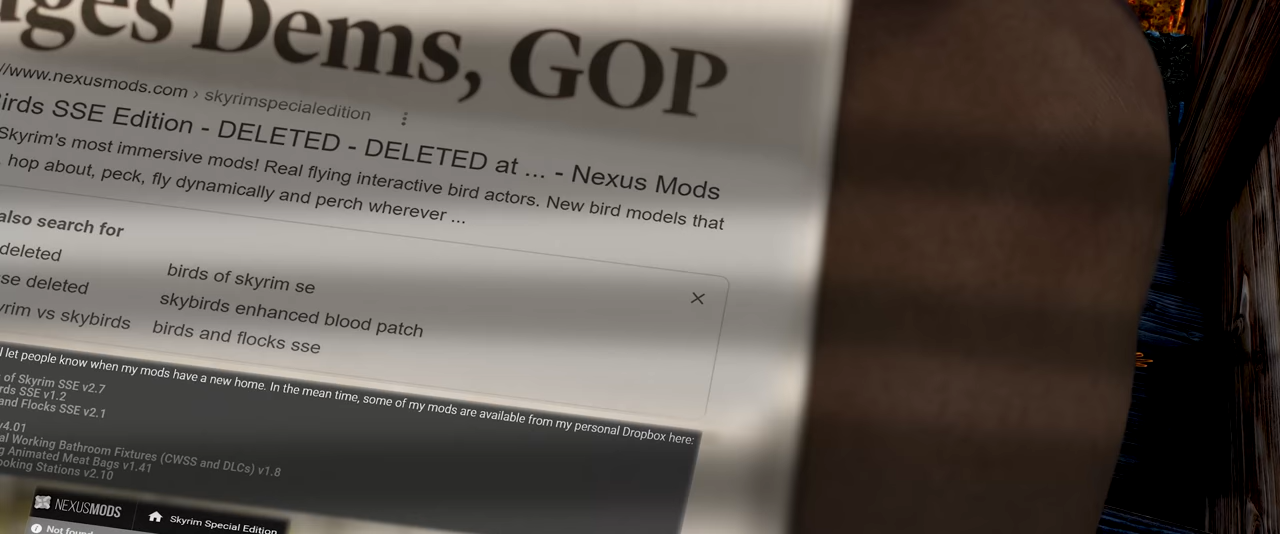 ges Dems, GOP
//www.nexusmods.com › skyrimspecialedition
Birds SSE Edition - DELETED - DELETED at ... - Nexus Mods
Skyrim's most immersive mods! Real flying interactive bird actors. New bird models that
hop about, peck, fly dynamically and perch wherever ...
also search for
deleted
birds of skyrim se
se deleted
skybirds enhanced blood patch
yrim vs skybirds
birds and flocks sse
l let people know when my mods have a new home. In the mean time, some of my mods are available from my personal Dropbox here:
of Skyrim SSE v2.7
rds SSE v1.2
and Flocks SSE v2.1
v4.01
al Working Bathroom Fixtures (CWSS and DLCs) v1.8
g Animated Meat Bags v1.41
ooking Stations v2.10
NEXUSMODS
Skyrim Special Edition
Not found